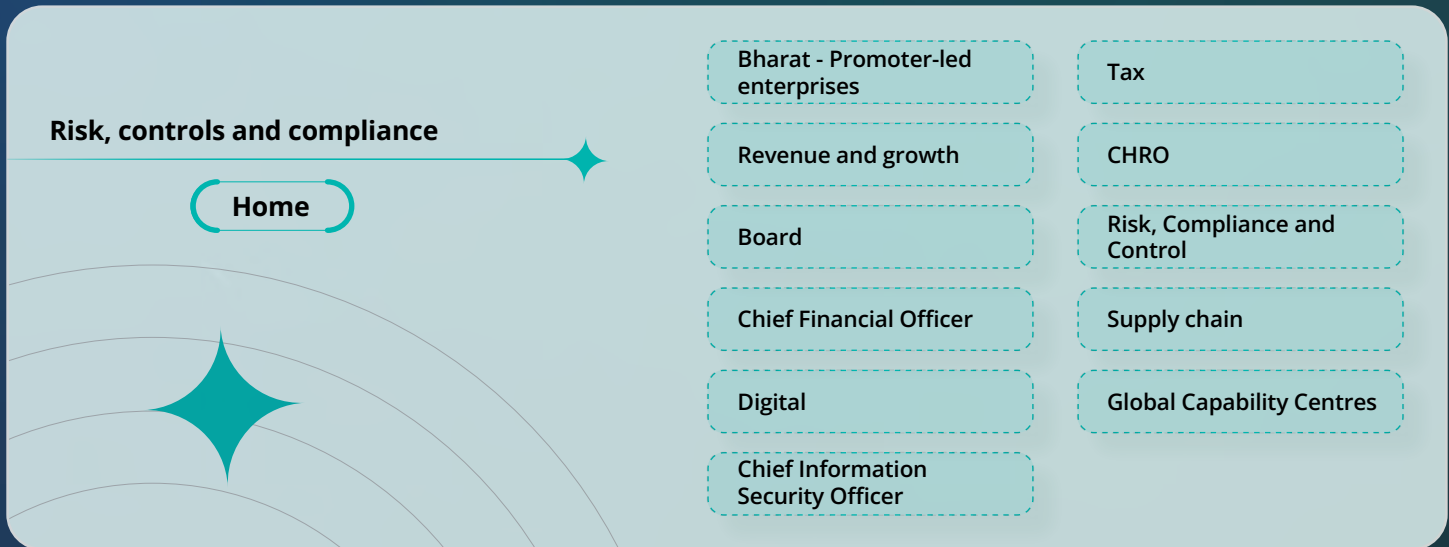 Risk, controls and compliance
Home
Bharat - Promoter-led
enterprises
Revenue and growth
Board
Chief Financial Officer
Digital
Chief Information
Security Officer
Tax
CHRO
Risk, Compliance and
Control
Supply chain
Global Capability Centres